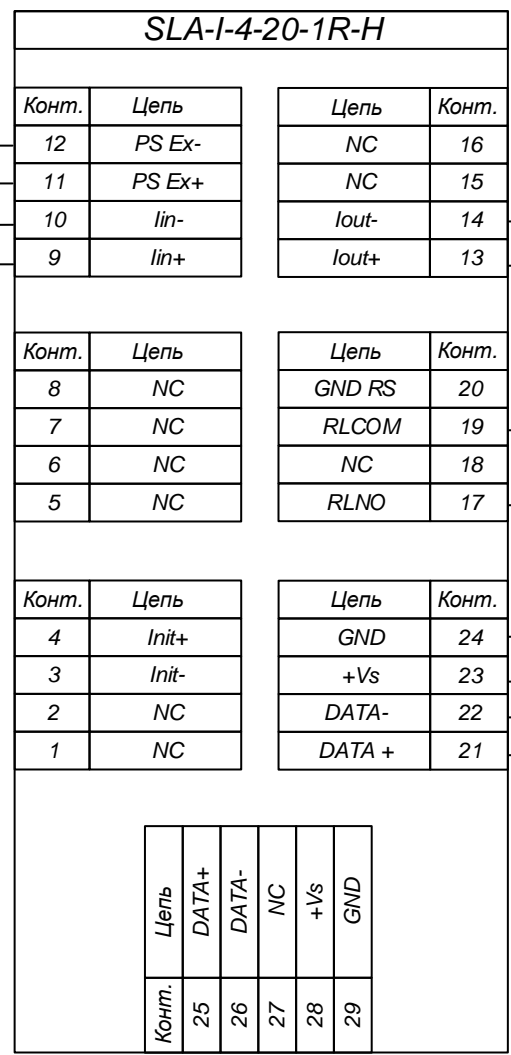 SLA-I-4-20-1R-H
Конт. Цепь
12 PS Ex-
11 PS Ex+
10 Iin-
9 Iin+
Цепь Конт.
NC 16
NC 15
Iout- 14
Iout+ 13
Конт. Цепь
8 NC
7 NC
6 NC
5 NC
Цепь Конт.
GND RS 20
RLCOM 19
NC 18
RLNO 17
Конт. Цепь
4 Init+
3 Init-
2 NC
1 NC
Цепь Конт.
GND 24
+Vs 23
DATA- 22
DATA + 21
Цепь DATA+ DATA- NC +Vs GND
Конт. 25 26 27 28 29